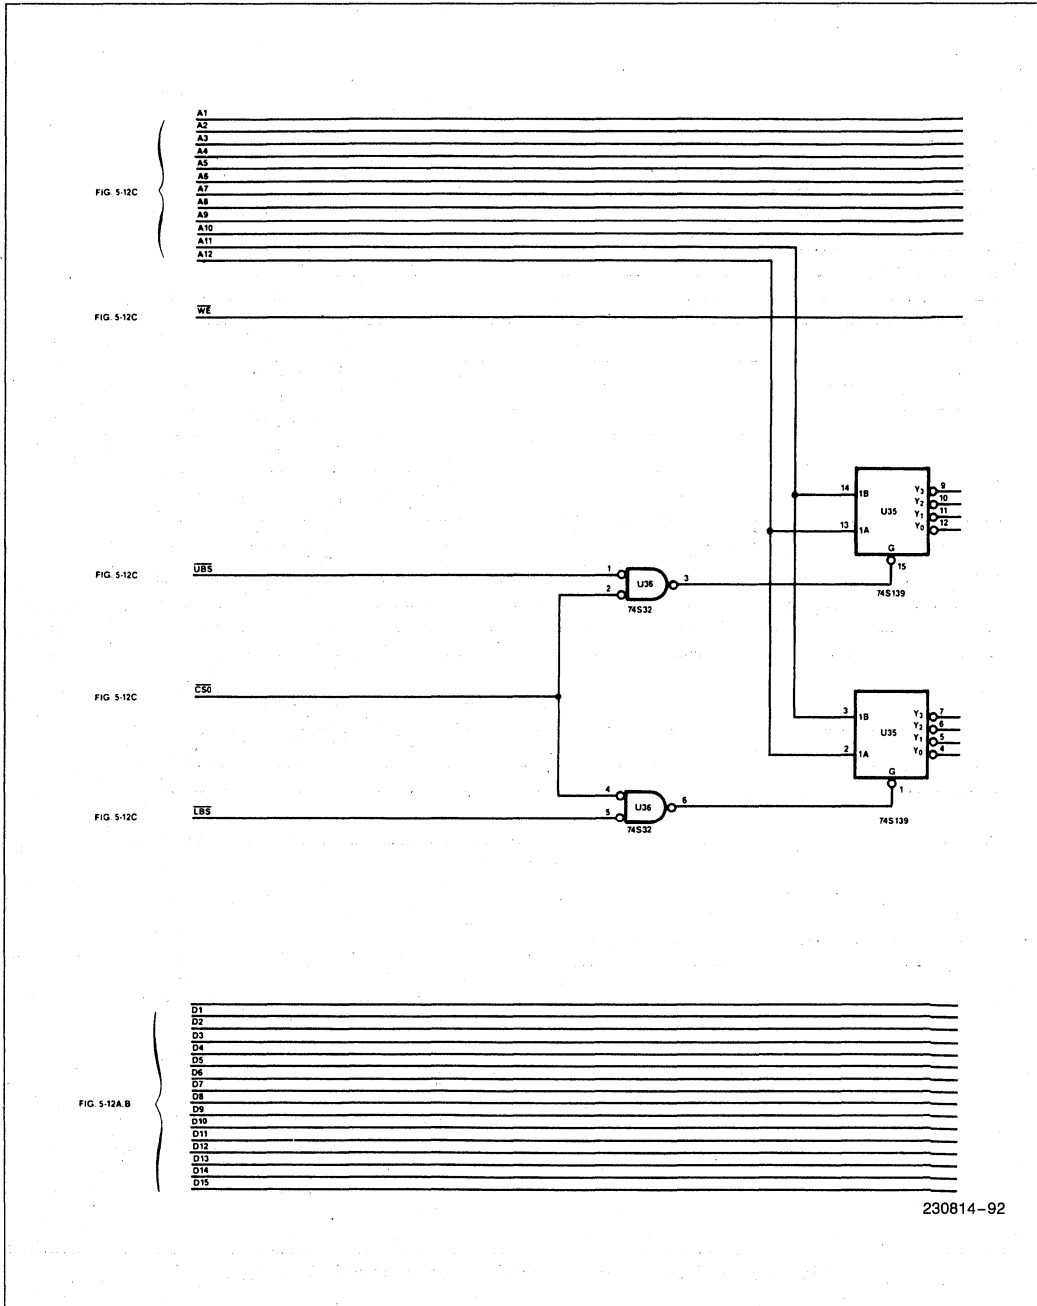 A1
A2
A3
A4
A5
A6
A7
A8
A9
A10
A11
A12
FIG. 5-12C
FIG. 5-12C
WE
14 1B
13 1A
U35
Y3 9
Y2 10
Y1 11
Y0 12
G
15
74S139
FIG. 5-12C
UBS
1
2
U36
3
74S32
FIG. 5-12C
CS0
3 1B
2 1A
U35
Y3 7
Y2 6
Y1 5
Y0 4
G
1
74S139
FIG. 5-12C
LBS
4
5
U36
6
74S32
FIG. 5-12A.B
D1
D2
D3
D4
D5
D6
D7
D8
D9
D10
D11
D12
D13
D14
D15
230814-92